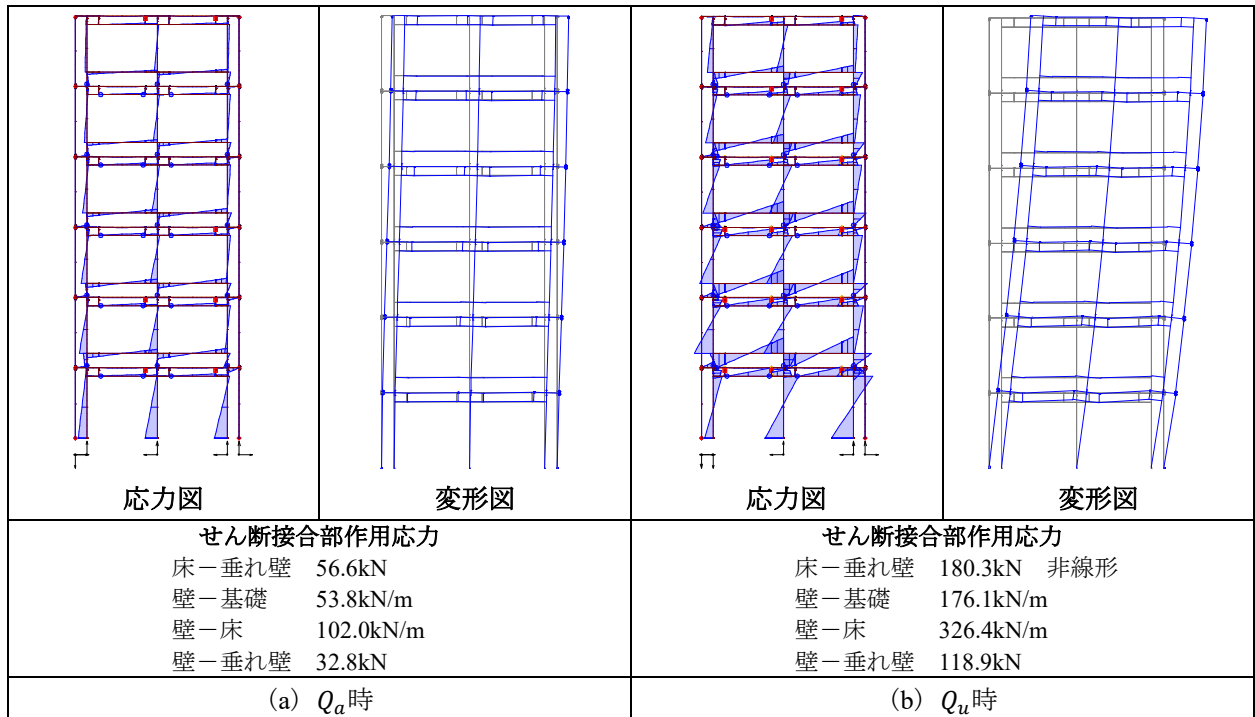 応力図
変形図
応力図
変形図
せん断接合部作用応力
床－垂れ壁 56.6kN
壁－基礎 53.8kN/m
壁－床 102.0kN/m
壁－垂れ壁 32.8kN
せん断接合部作用応力
床－垂れ壁 180.3kN 非線形
壁－基礎 176.1kN/m
壁－床 326.4kN/m
壁－垂れ壁 118.9kN
(a) Qₐ時
(b) Qᵤ時